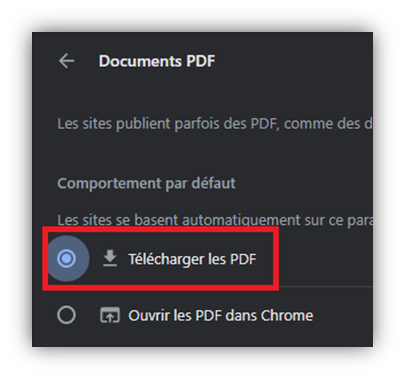 Documents PDF
Les sites publient parfois des PDF, comme des d
Comportement par défaut
Les sites se basent automatiquement sur ce para
Télécharger les PDF
Ouvrir les PDF dans Chrome